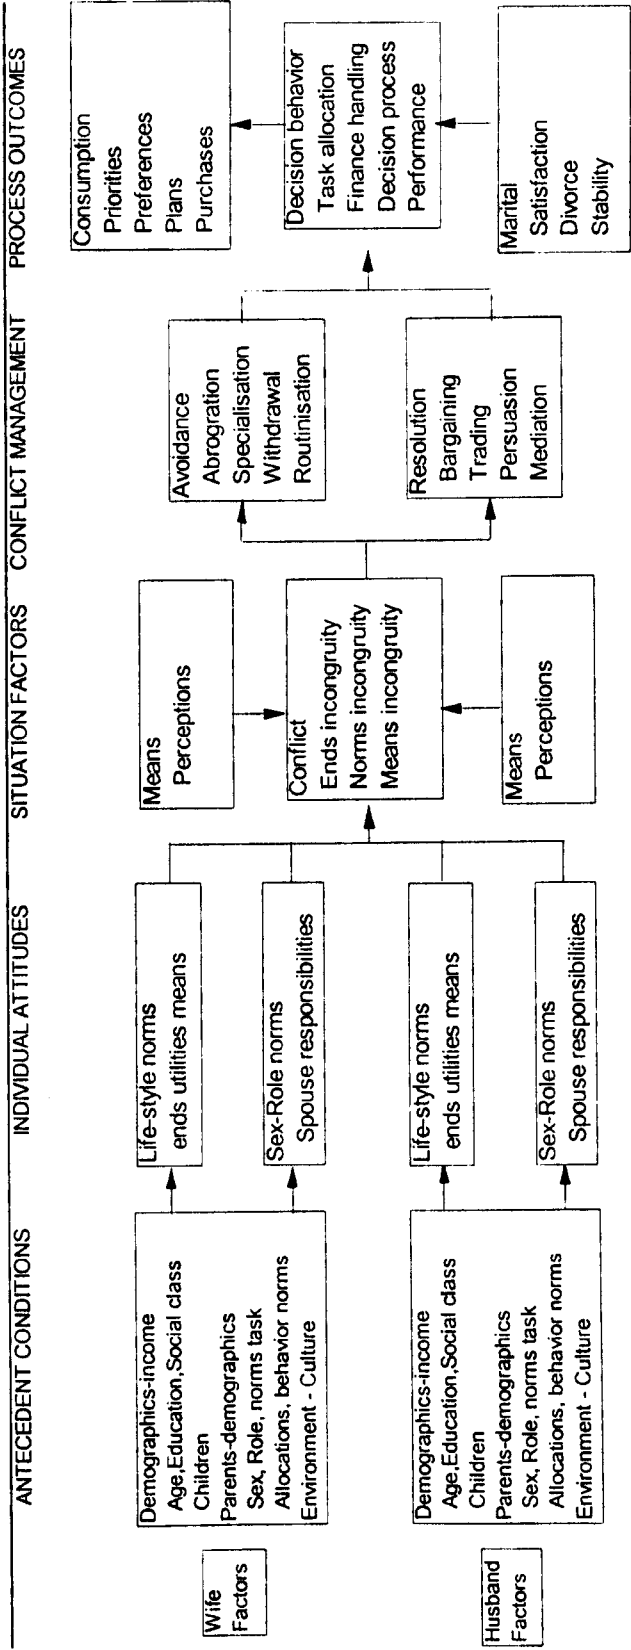 ANTECEDENT CONDITIONS
INDIVIDUAL ATTITUDES
SITUATION FACTORS
CONFLICT MANAGEMENT
PROCESS OUTCOMES
Wife
Factors
Demographics-income
Age,Education,Social class
Children
Parents-demographics
Sex, Role, norms task
Allocations, behavior norms
Environment - Culture
Life-style norms
ends utilities means
Sex-Role norms
Spouse responsibilities
Husband
Factors
Demographics-income
Age,Education,Social class
Children
Parents-demographics
Sex, Role, norms task
Allocations, behavior norms
Environment - Culture
Life-style norms
ends utilities means
Sex-Role norms
Spouse responsibilities
Means
Perceptions
Conflict
Ends incongruity
Norms incongruity
Means incongruity
Means
Perceptions
Avoidance
Abrogration
Specialisation
Withdrawal
Routinisation
Resolution
Bargaining
Trading
Persuasion
Mediation
Consumption
Priorities
Preferences
Plans
Purchases
Decision behavior
Task allocation
Finance handling
Decision process
Performance
Marital
Satisfaction
Divorce
Stability